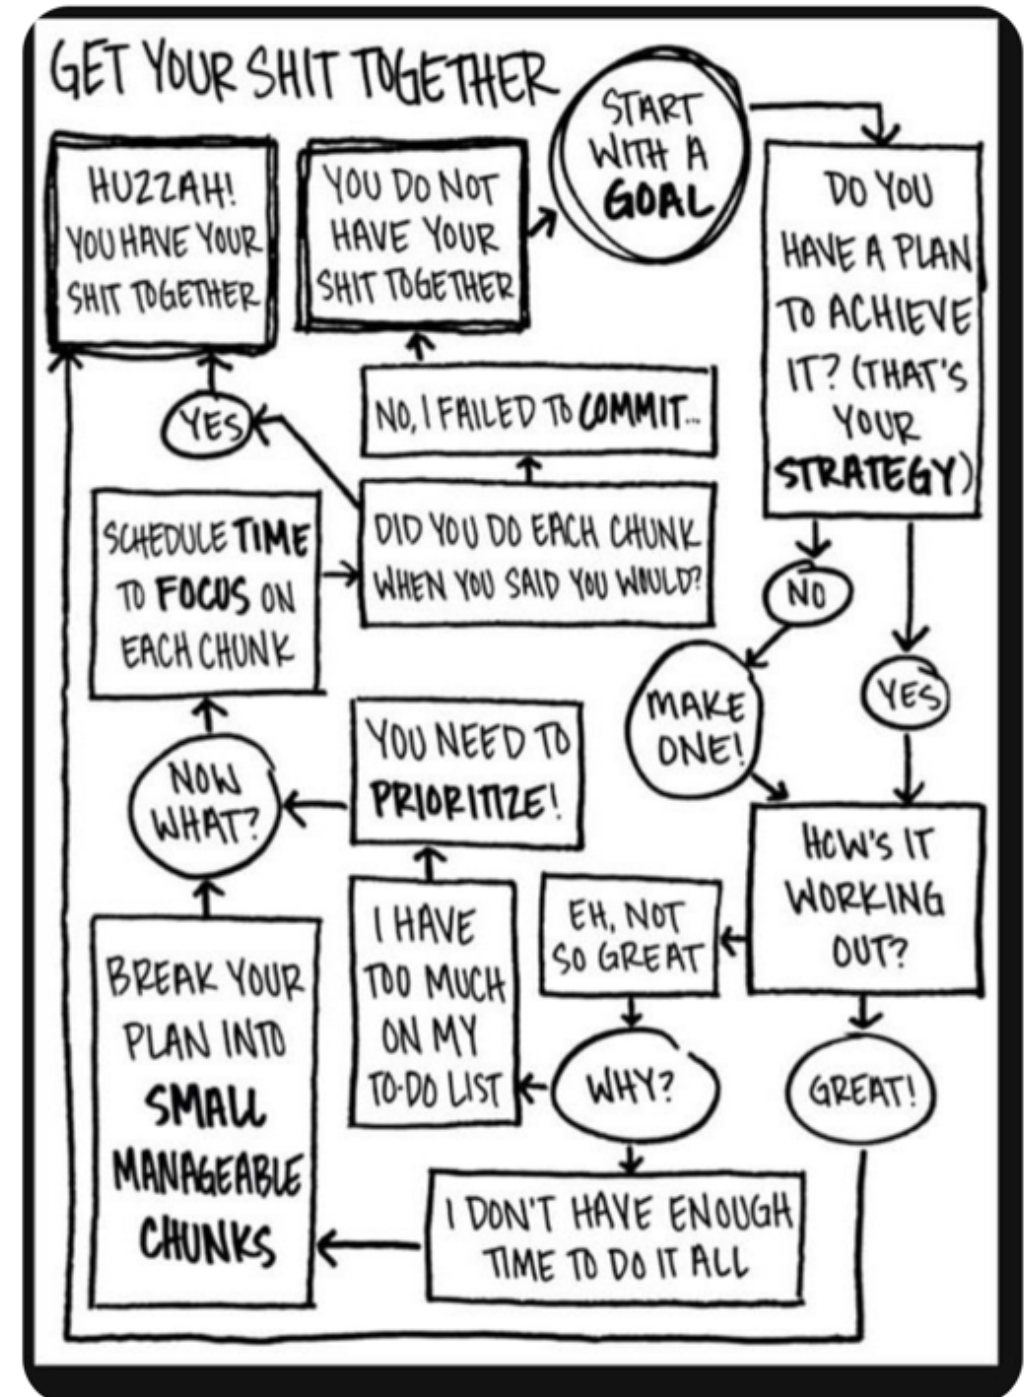 GET YOUR SHIT TOGETHER
START
WITH A
GOAL
DO YOU
HAVE A PLAN
TO ACHIEVE
IT? (THAT'S
YOUR
STRATEGY)
NO
YES
MAKE
ONE!
HOW'S IT
WORKING
OUT?
GREAT!
EH, NOT
SO GREAT
WHY?
I HAVE
TOO MUCH
ON MY
TO-DO LIST
YOU NEED TO
PRIORITIZE!
I DON'T HAVE ENOUGH
TIME TO DO IT ALL
BREAK YOUR
PLAN INTO
SMALL
MANAGEABLE
CHUNKS
NOW
WHAT?
SCHEDULE TIME
TO FOCUS ON
EACH CHUNK
DID YOU DO EACH CHUNK
WHEN YOU SAID YOU WOULD?
YES
HUZZAH!
YOU HAVE YOUR
SHIT TOGETHER
NO, I FAILED TO COMMIT...
YOU DO NOT
HAVE YOUR
SHIT TOGETHER